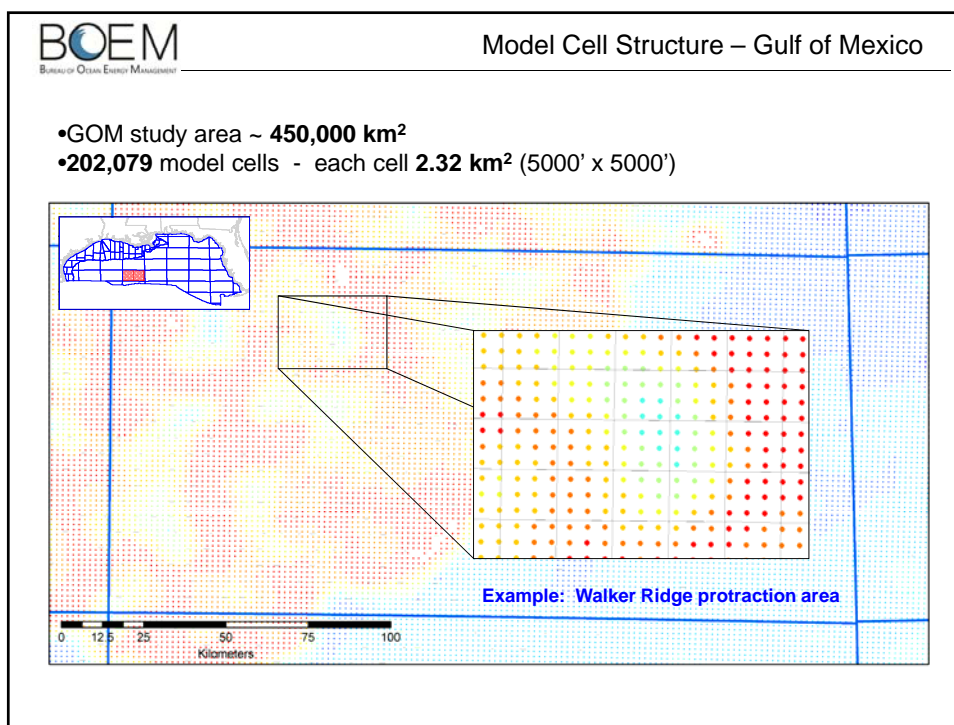 BOEM
BUREAU OF OCEAN ENERGY MANAGEMENT
Model Cell Structure – Gulf of Mexico
•GOM study area ~ 450,000 km²
•202,079 model cells - each cell 2.32 km² (5000' x 5000')
Example: Walker Ridge protraction area
0 12.5 25 50 75 100
Kilometers